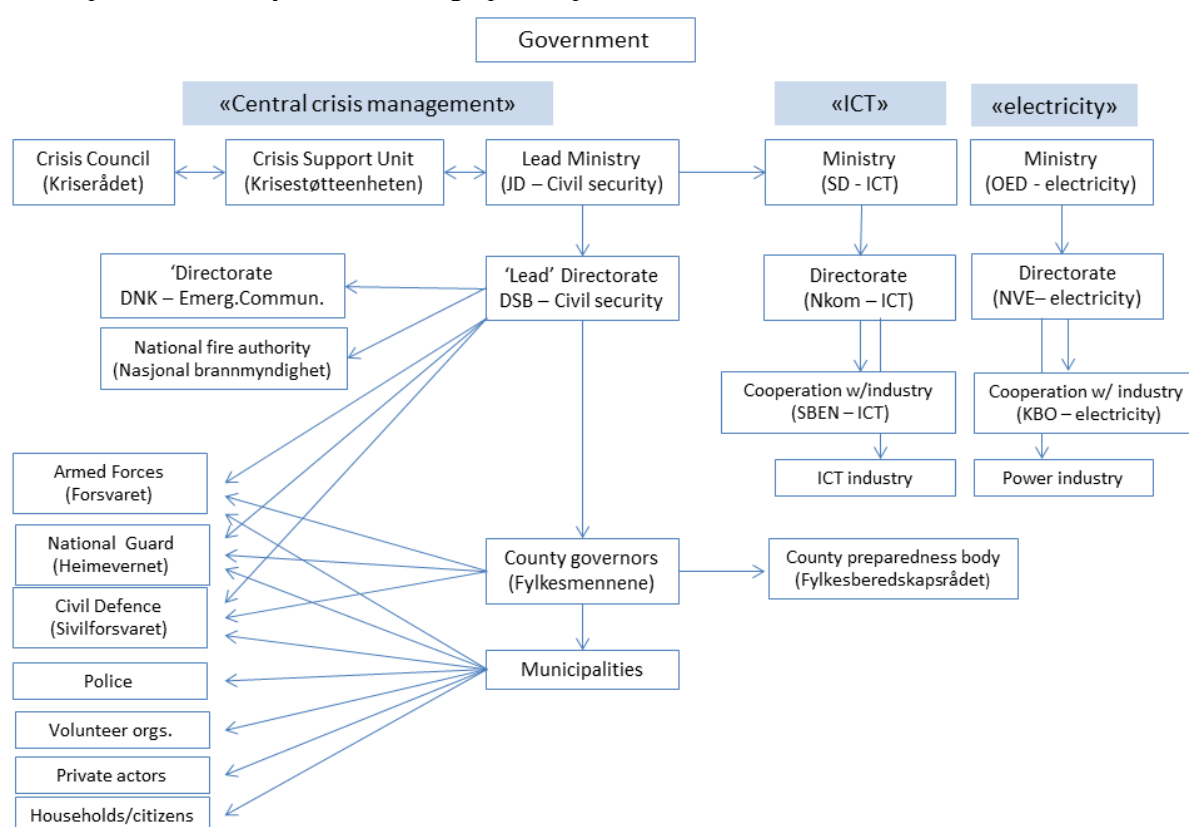 Government
«Central crisis management»
«ICT»
«electricity»
Crisis Council
(Kriserådet)
Crisis Support Unit
(Krisestøtteenheten)
Lead Ministry
(JD – Civil security)
Ministry
(SD - ICT)
Ministry
(OED - electricity)
‘Directorate
DNK – Emerg.Commun.
‘Lead’ Directorate
DSB – Civil security
Directorate
(Nkom – ICT)
Directorate
(NVE– electricity)
National fire authority
(Nasjonal brannmyndighet)
Cooperation w/industry
(SBEN – ICT)
Cooperation w/ industry
(KBO – electricity)
Armed Forces
(Forsvaret)
ICT industry
Power industry
National Guard
(Heimevernet)
County governors
(Fylkesmennene)
County preparedness body
(Fylkesberedskapsrådet)
Civil Defence
(Sivilforsvaret)
Municipalities
Police
Volunteer orgs.
Private actors
Households/citizens